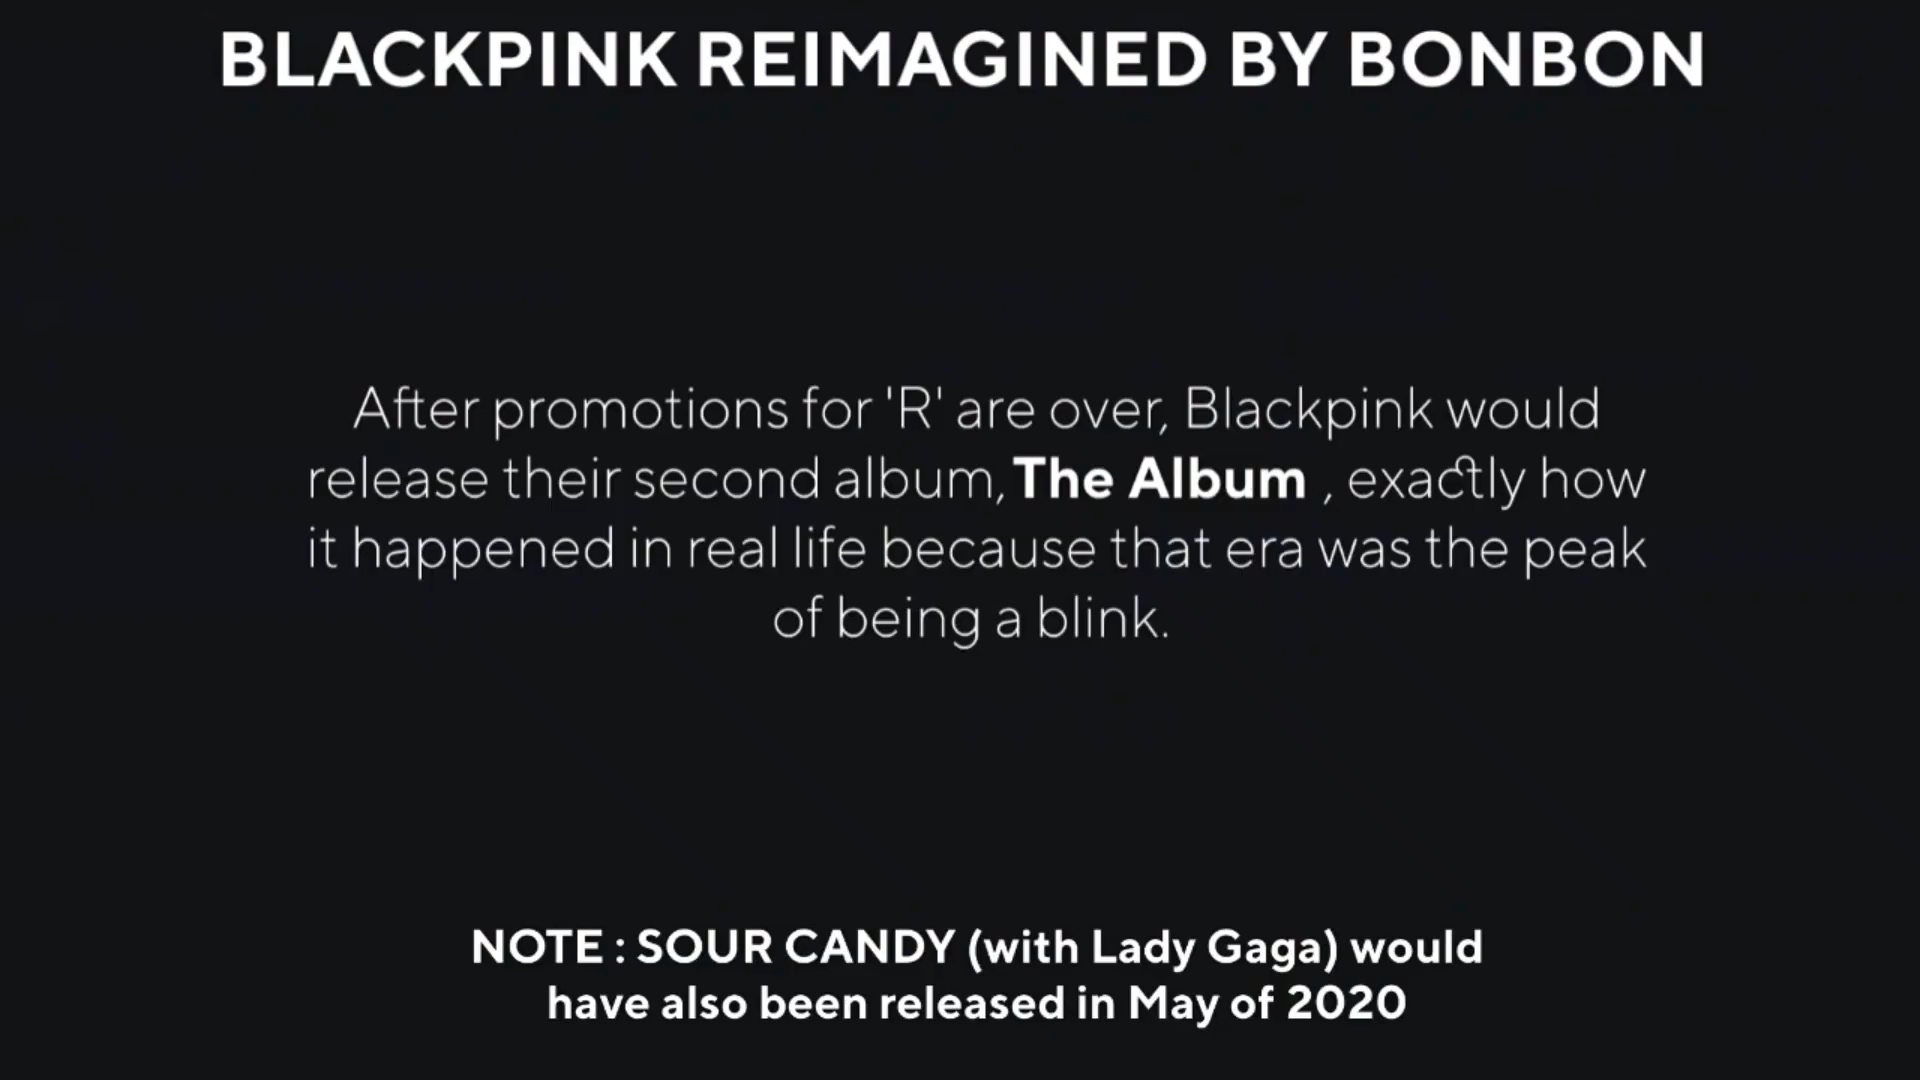 BLACKPINK REIMAGINED BY BONBON
After promotions for 'R' are over, Blackpink would
release their second album, The Album , exactly how
it happened in real life because that era was the peak
of being a blink.
NOTE : SOUR CANDY (with Lady Gaga) would
have also been released in May of 2020